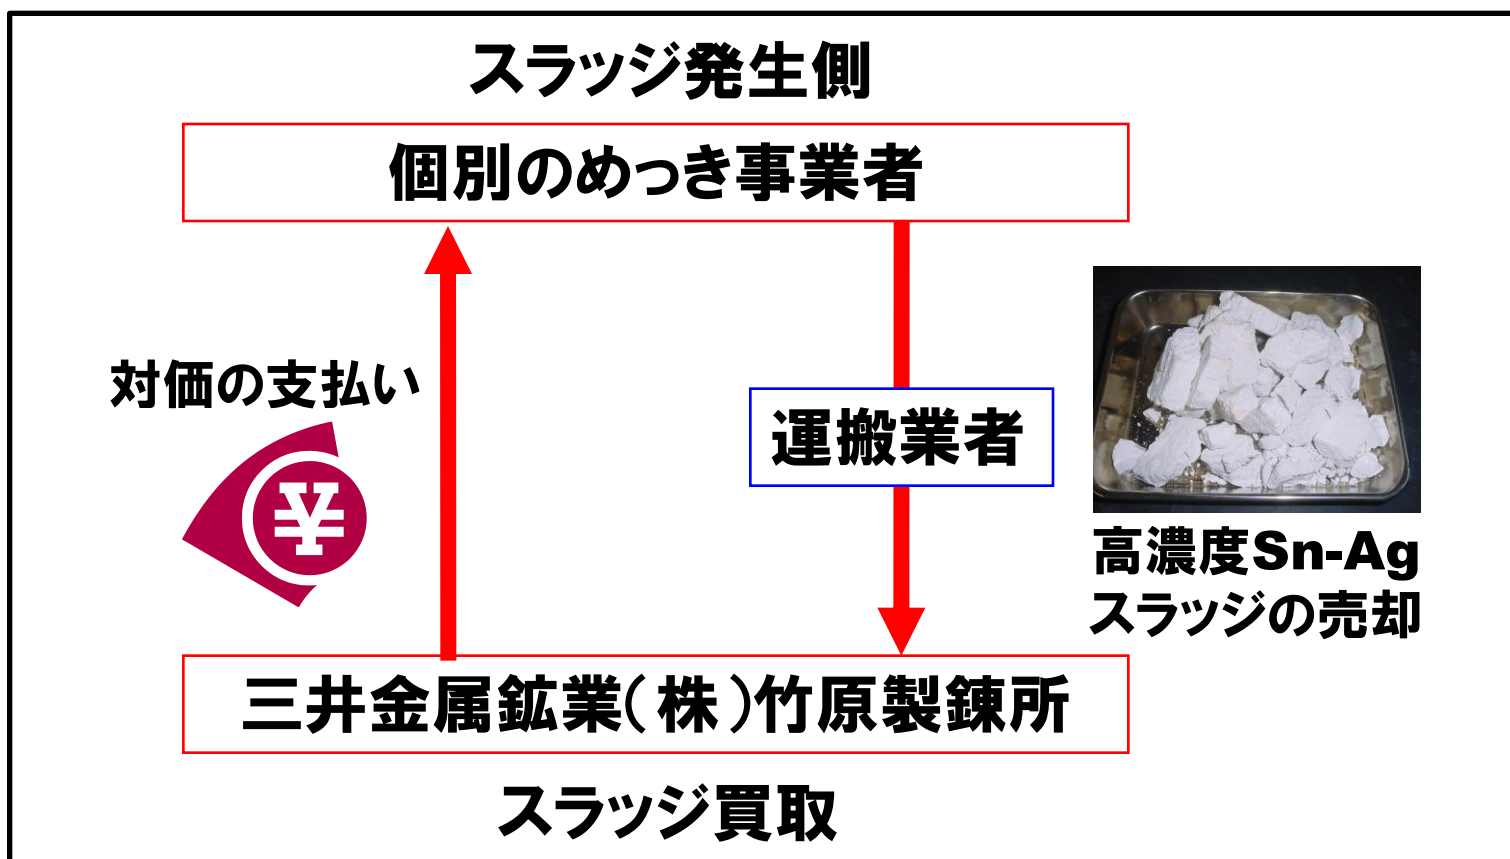 スラッジ発生側
個別のめっき事業者
対価の支払い
¥
運搬業者
高濃度Sn-Ag
スラッジの売却
三井金属鉱業(株)竹原製錬所
スラッジ買取